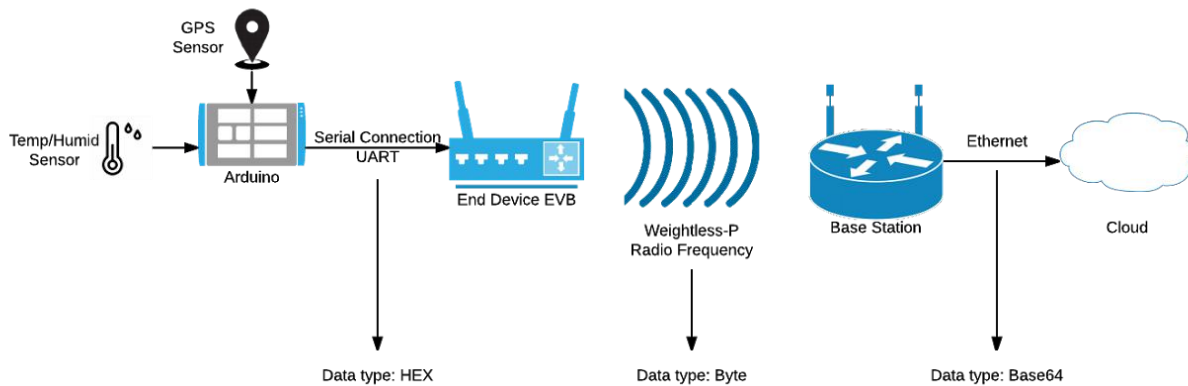 GPS
Sensor
Temp/Humid
Sensor
Arduino
Serial Connection
UART
End Device EVB
Weightless-P
Radio Frequency
Base Station
Ethernet
Cloud
Data type: HEX
Data type: Byte
Data type: Base64